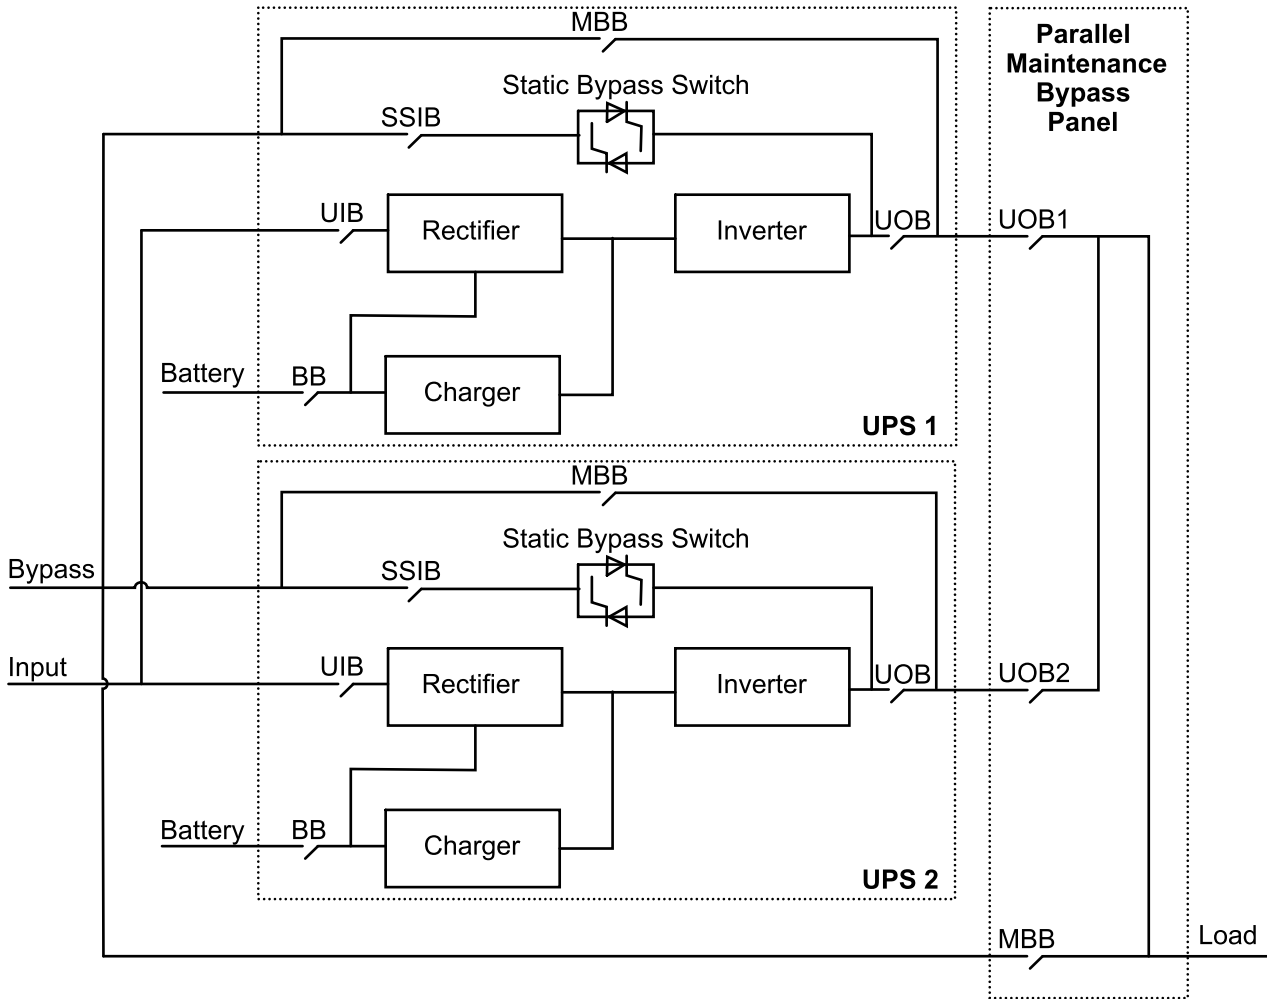 MBB
Parallel
Maintenance
Bypass
Panel
Static Bypass Switch
SSIB
UIB
Rectifier
Inverter
UOB
UOB1
Battery
BB
Charger
UPS 1
MBB
Static Bypass Switch
Bypass
SSIB
Input
UIB
Rectifier
Inverter
UOB
UOB2
Battery
BB
Charger
UPS 2
MBB
Load